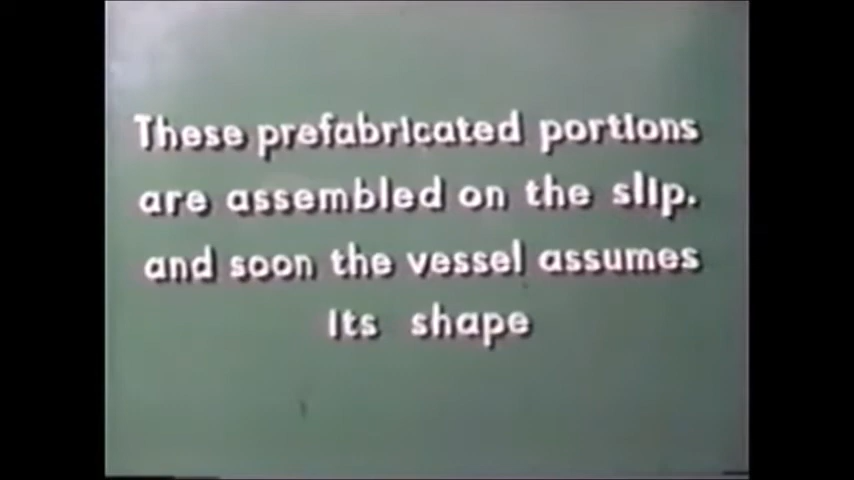 These prefabricated portions
are assembled on the slip.
and soon the vessel assumes
Its shape